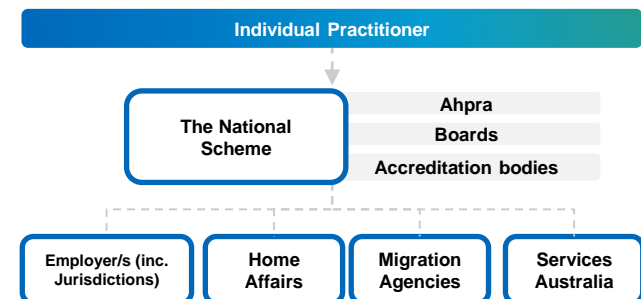 Individual Practitioner
The National
Scheme
Ahpra
Boards
Accreditation bodies
Employer/s (inc.
Jurisdictions)
Home
Affairs
Migration
Agencies
Services
Australia